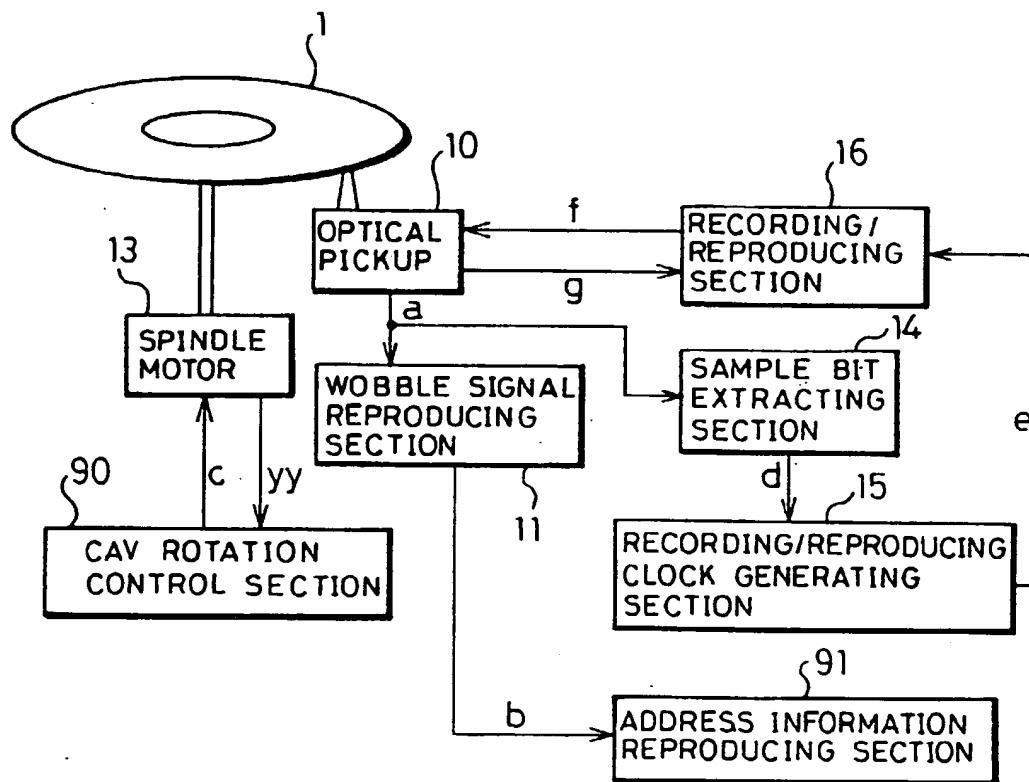 1
10
16
OPTICAL
PICKUP
f
g
RECORDING/
REPRODUCING
SECTION
13
SPINDLE
MOTOR
a
14
WOBBLE SIGNAL
REPRODUCING
SECTION
SAMPLE BIT
EXTRACTING
SECTION
e
90
c
yy
11
d
15
CAV ROTATION
CONTROL SECTION
RECORDING/REPRODUCING
CLOCK GENERATING
SECTION
91
b
ADDRESS INFORMATION
REPRODUCING SECTION